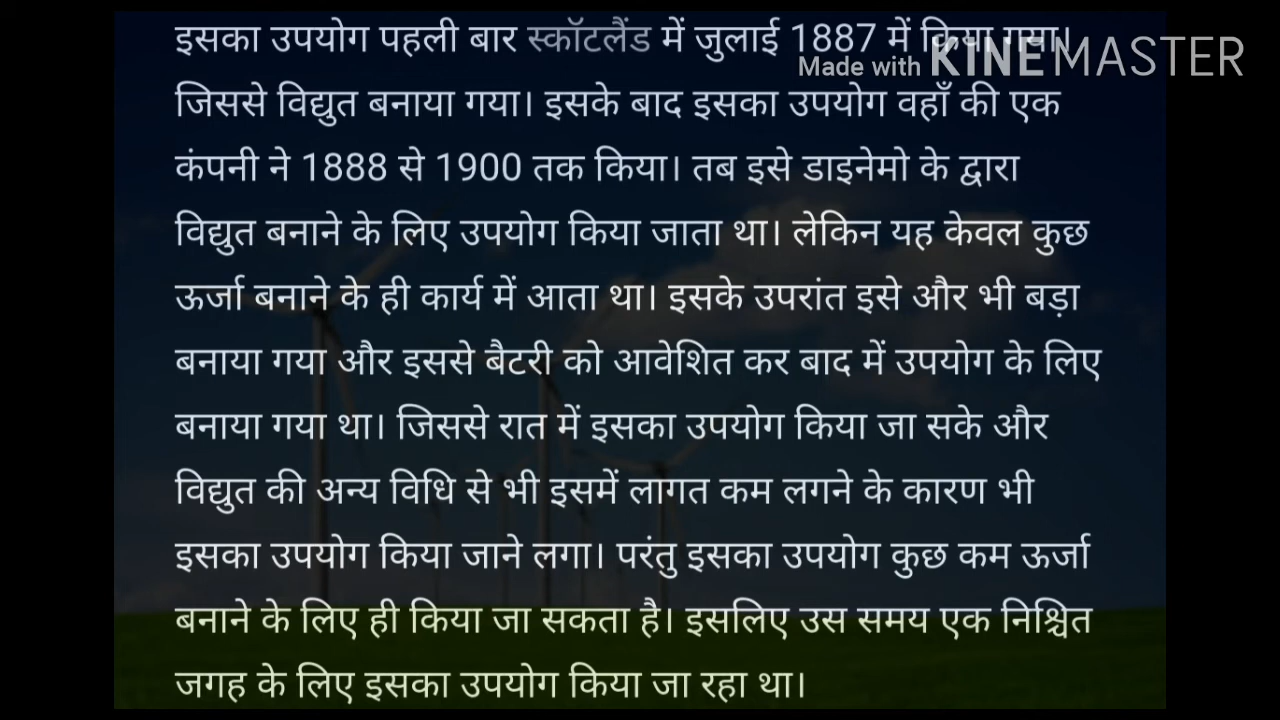 इसका उपयोग पहली बार स्कॉटलैंड में जुलाई 1887 में किया गया।
Made with KINEMASTER
जिससे विद्युत बनाया गया। इसके बाद इसका उपयोग वहाँ की एक
कंपनी ने 1888 से 1900 तक किया। तब इसे डाइनेमो के द्वारा
विद्युत बनाने के लिए उपयोग किया जाता था। लेकिन यह केवल कुछ
ऊर्जा बनाने के ही कार्य में आता था। इसके उपरांत इसे और भी बड़ा
बनाया गया और इससे बैटरी को आवेशित कर बाद में उपयोग के लिए
बनाया गया था। जिससे रात में इसका उपयोग किया जा सके और
विद्युत की अन्य विधि से भी इसमें लागत कम लगने के कारण भी
इसका उपयोग किया जाने लगा। परंतु इसका उपयोग कुछ कम ऊर्जा
बनाने के लिए ही किया जा सकता है। इसलिए उस समय एक निश्चित
जगह के लिए इसका उपयोग किया जा रहा था।